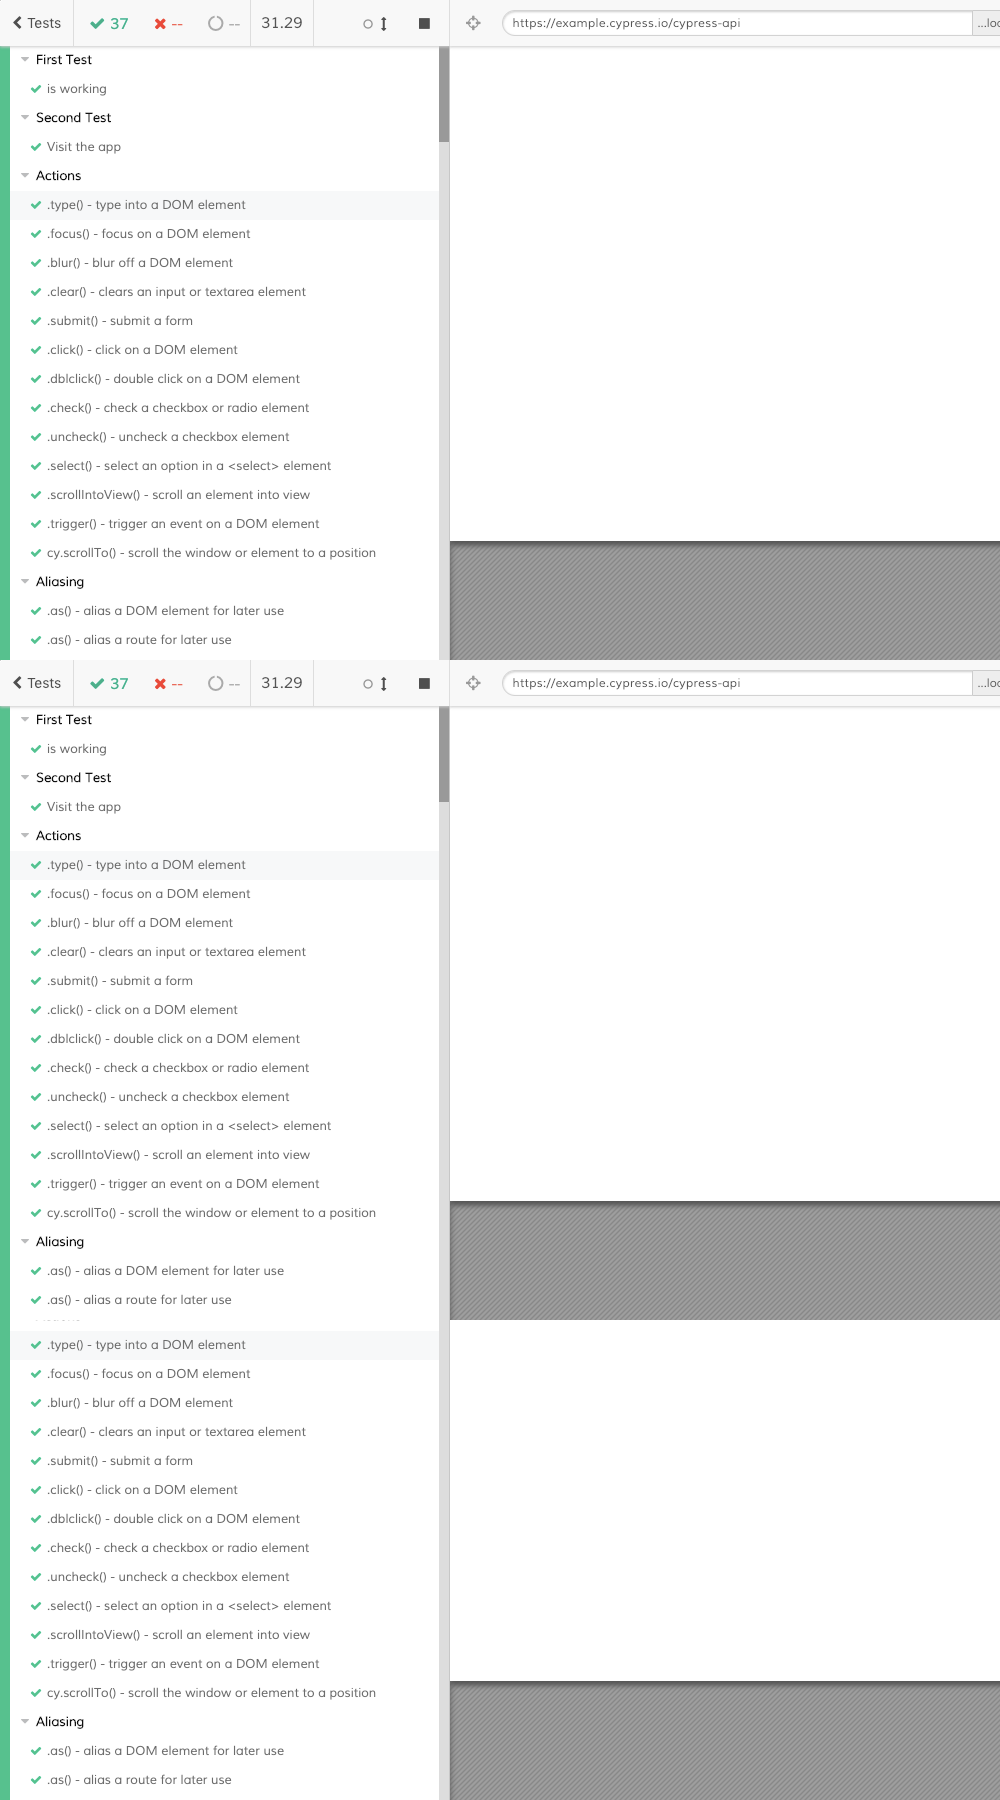 Tests 37 -- -- 31.29 https://example.cypress.io/cypress-api ...loc
First Test
is working
Second Test
Visit the app
Actions
.type() - type into a DOM element
.focus() - focus on a DOM element
.blur() - blur off a DOM element
.clear() - clears an input or textarea element
.submit() - submit a form
.click() - click on a DOM element
.dblclick() - double click on a DOM element
.check() - check a checkbox or radio element
.uncheck() - uncheck a checkbox element
.select() - select an option in a <select> element
.scrollIntoView() - scroll an element into view
.trigger() - trigger an event on a DOM element
cy.scrollTo() - scroll the window or element to a position
Aliasing
.as() - alias a DOM element for later use
.as() - alias a route for later use
Tests 37 -- -- 31.29 https://example.cypress.io/cypress-api ...loc
First Test
is working
Second Test
Visit the app
Actions
.type() - type into a DOM element
.focus() - focus on a DOM element
.blur() - blur off a DOM element
.clear() - clears an input or textarea element
.submit() - submit a form
.click() - click on a DOM element
.dblclick() - double click on a DOM element
.check() - check a checkbox or radio element
.uncheck() - uncheck a checkbox element
.select() - select an option in a <select> element
.scrollIntoView() - scroll an element into view
.trigger() - trigger an event on a DOM element
cy.scrollTo() - scroll the window or element to a position
Aliasing
.as() - alias a DOM element for later use
.as() - alias a route for later use
.type() - type into a DOM element
.focus() - focus on a DOM element
.blur() - blur off a DOM element
.clear() - clears an input or textarea element
.submit() - submit a form
.click() - click on a DOM element
.dblclick() - double click on a DOM element
.check() - check a checkbox or radio element
.uncheck() - uncheck a checkbox element
.select() - select an option in a <select> element
.scrollIntoView() - scroll an element into view
.trigger() - trigger an event on a DOM element
cy.scrollTo() - scroll the window or element to a position
Aliasing
.as() - alias a DOM element for later use
.as() - alias a route for later use